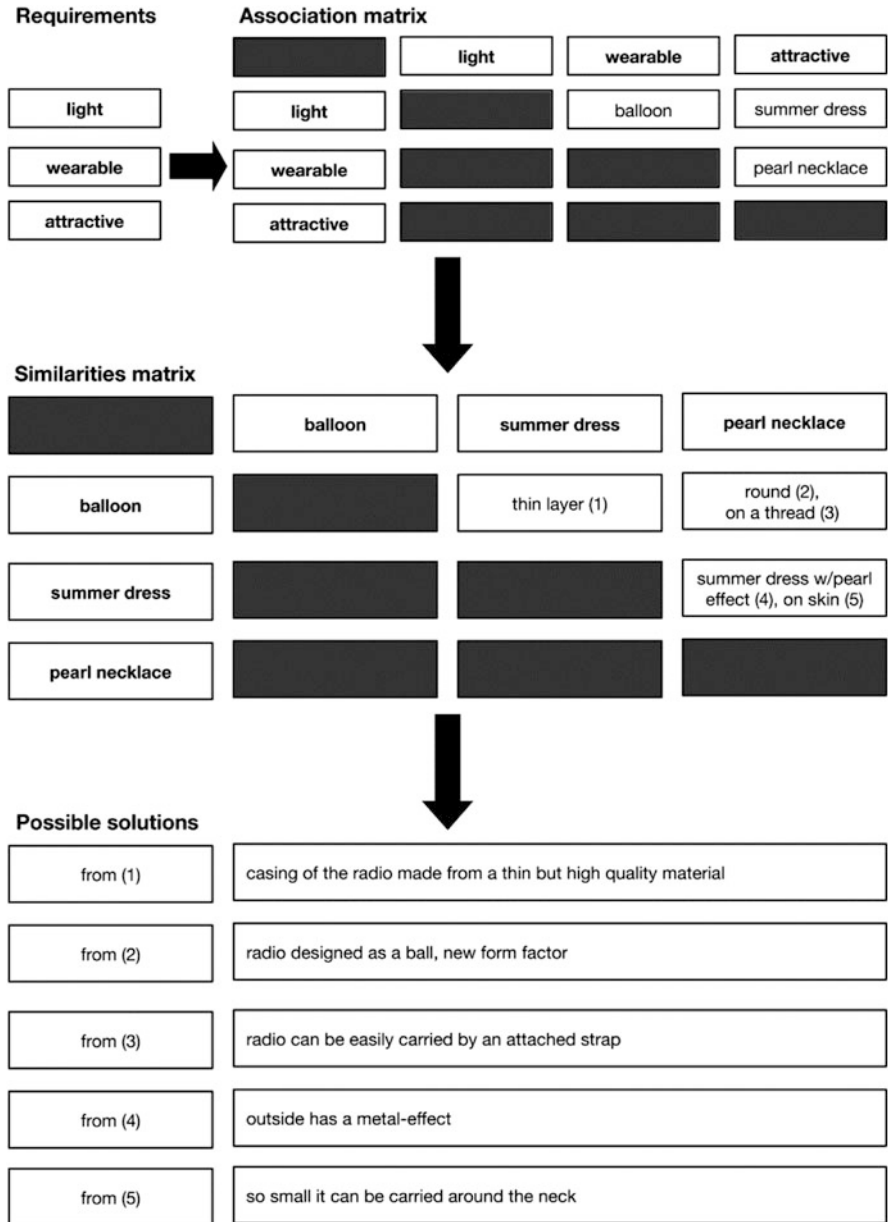 Requirements
Association matrix
light
wearable
attractive
light
light
balloon
summer dress
wearable
wearable
pearl necklace
attractive
attractive
Similarities matrix
balloon
summer dress
pearl necklace
balloon
thin layer (1)
round (2),
on a thread (3)
summer dress
summer dress w/pearl
effect (4), on skin (5)
pearl necklace
Possible solutions
from (1)
casing of the radio made from a thin but high quality material
from (2)
radio designed as a ball, new form factor
from (3)
radio can be easily carried by an attached strap
from (4)
outside has a metal-effect
from (5)
so small it can be carried around the neck